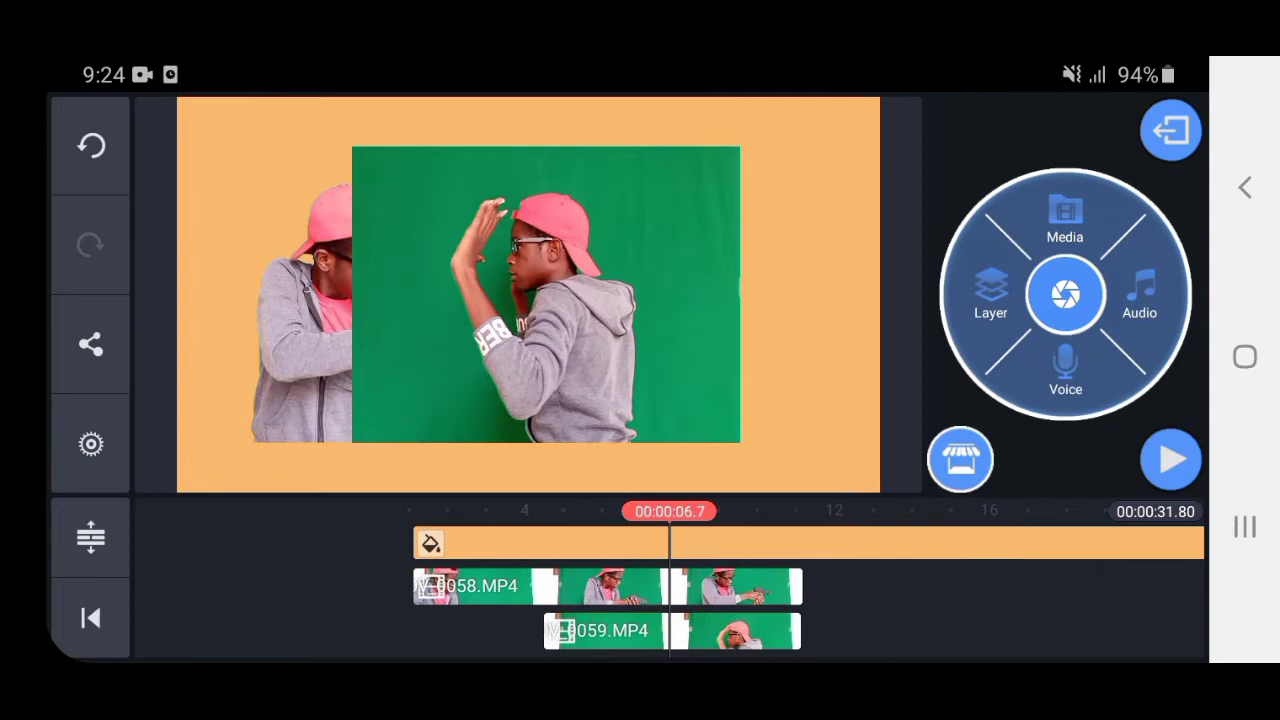 9:24
94%
Media
Layer
Audio
Voice
BER
4
00:00:06.7
12
16
00:00:31.80
0058.MP4
0059.MP4